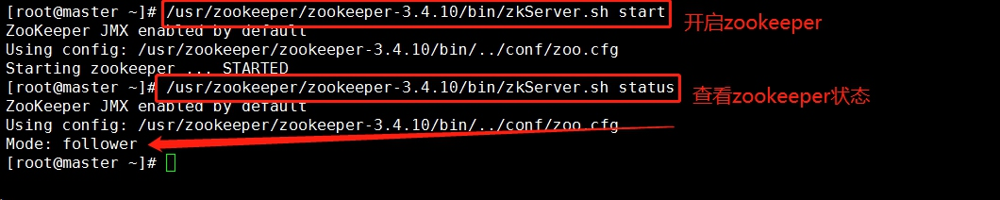 [root@master ~]# /usr/zookeeper/zookeeper-3.4.10/bin/zkServer.sh start
开启zookeeper
ZooKeeper JMX enabled by default
Using config: /usr/zookeeper/zookeeper-3.4.10/bin/../conf/zoo.cfg
Starting zookeeper ... STARTED
[root@master ~]# /usr/zookeeper/zookeeper-3.4.10/bin/zkServer.sh status
查看zookeeper状态
ZooKeeper JMX enabled by default
Using config: /usr/zookeeper/zookeeper-3.4.10/bin/../conf/zoo.cfg
Mode: follower
[root@master ~]#